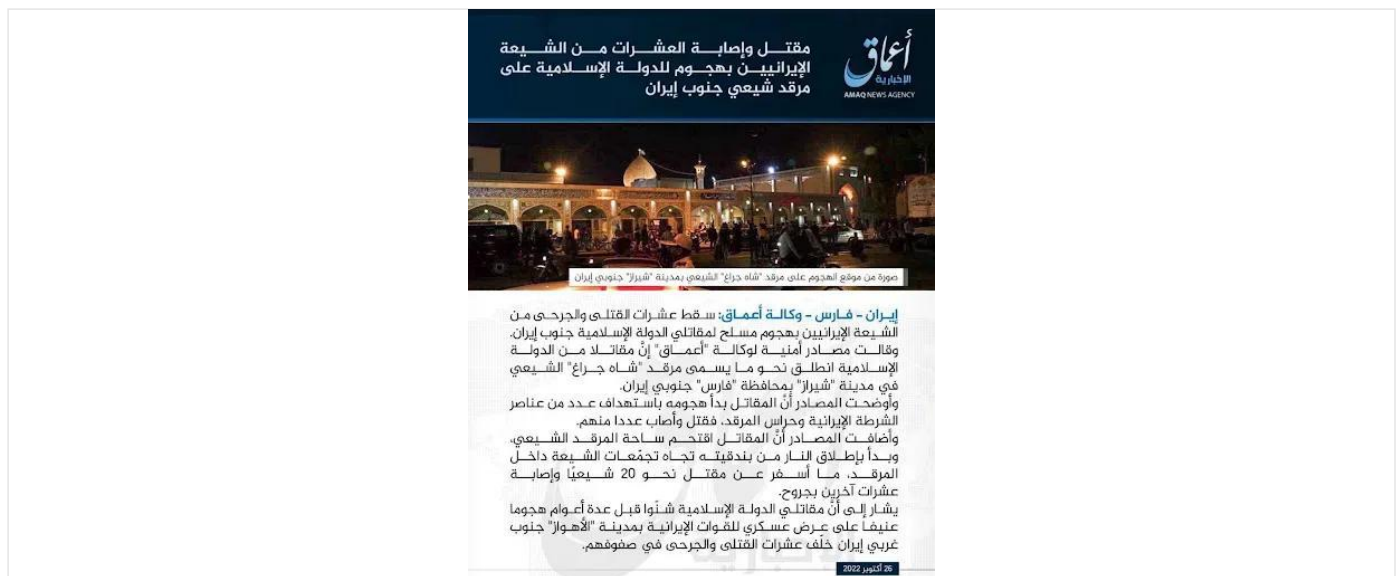 أعماق
الإخبارية
AMAQ NEWS AGENCY
مقتل وإصابة العشرات من الشيعة
الإيرانيين بهجوم للدولة الإسلامية على
مرقد شيعي جنوب إيران
صورة من موقع الهجوم على مرقد "شاه جراغ" الشيعي بمدينة "شيراز" جنوبي إيران
إيران - فارس - وكالة أعماق: سقط عشرات القتلى والجرحى من
الشيعة الإيرانيين بهجوم مسلح لمقاتلي الدولة الإسلامية جنوب إيران.
وقالت مصادر أمنية لوكالة "أعماق" إنَّ مقاتلا من الدولة
الإسلامية انطلق نحو ما يسمى مرقد "شاه جراغ" الشيعي
في مدينة "شيراز" بمحافظة "فارس" جنوبي إيران.
وأوضحت المصادر أنَّ المقاتل بدأ هجومه باستهداف عدد من عناصر
الشرطة الإيرانية وحراس المرقد، فقتل وأصاب عددا منهم.
وأضافت المصادر أنَّ المقاتل اقتحم ساحة المرقد الشيعي،
وبدأ بإطلاق النار من بندقيته تجاه تجمّعات الشيعة داخل
المرقد، ما أسفر عن مقتل نحو 20 شيعيًا وإصابة
عشرات آخرين بجروح.
يشار إلى أنَّ مقاتلي الدولة الإسلامية شنّوا قبل عدة أعوام هجوما
عنيفا على عرض عسكري للقوات الإيرانية بمدينة "الأهواز" جنوب
غربي إيران خلّف عشرات القتلى والجرحى في صفوفهم.
26 أكتوبر 2022